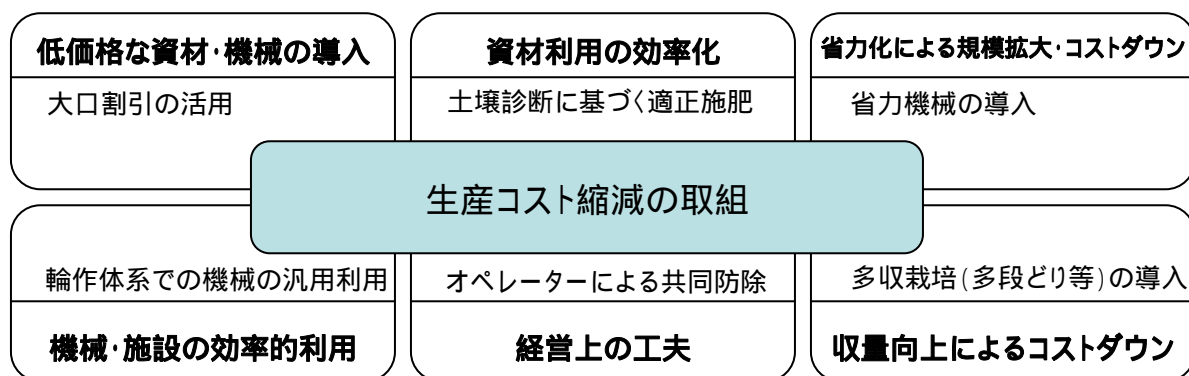 低価格な資材・機械の導入
大口割引の活用
資材利用の効率化
土壌診断に基づく適正施肥
省力化による規模拡大・コストダウン
省力機械の導入
生産コスト縮減の取組
輪作体系での機械の汎用利用
機械・施設の効率的利用
オペレーターによる共同防除
経営上の工夫
多収栽培(多段どり等)の導入
収量向上によるコストダウン